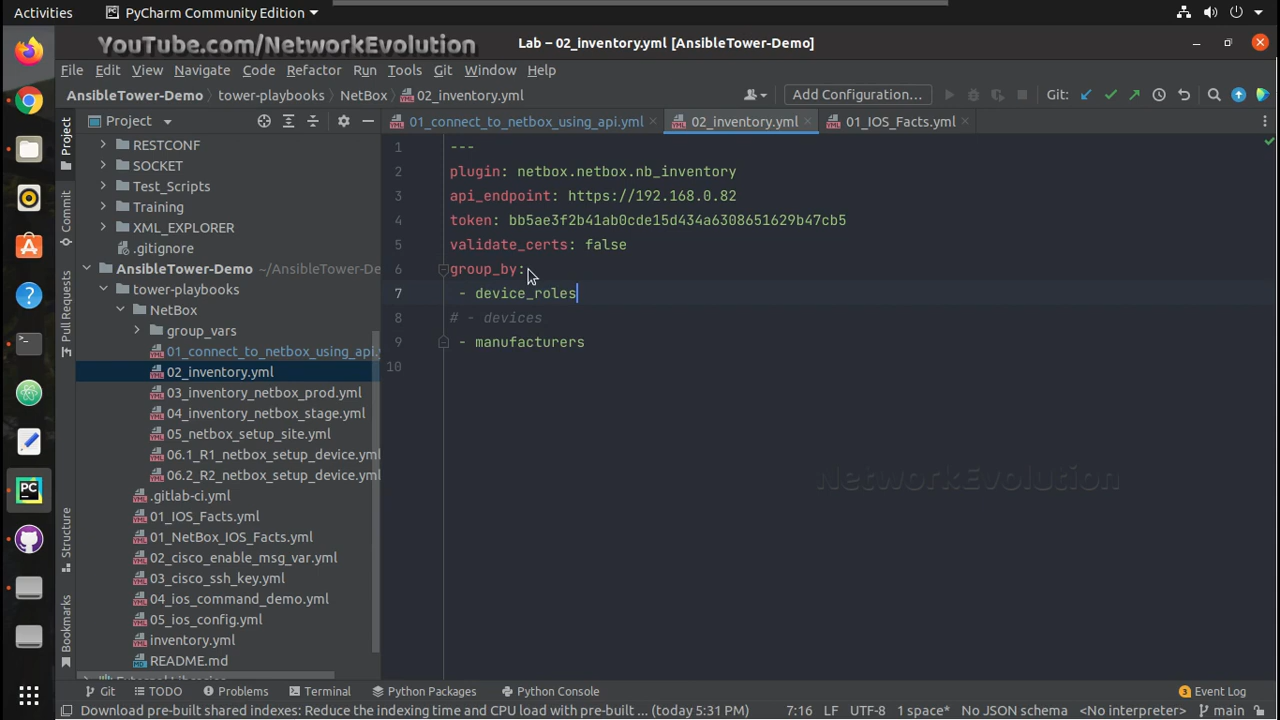 Activities
PyCharm Community Edition
YouTube.com/NetworkEvolution
Lab – 02_inventory.yml [AnsibleTower-Demo]
File Edit View Navigate Code Refactor Run Tools Git Window Help
AnsibleTower-Demo tower-playbooks NetBox 02_inventory.yml
Add Configuration...
Git:
Project
01_connect_to_netbox_using_api.yml
02_inventory.yml
01_IOS_Facts.yml
RESTCONF
SOCKET
Test_Scripts
Training
XML_EXPLORER
.gitignore
AnsibleTower-Demo ~/AnsibleTower-De
tower-playbooks
NetBox
group_vars
01_connect_to_netbox_using_api.y
02_inventory.yml
03_inventory_netbox_prod.yml
04_inventory_netbox_stage.yml
05_netbox_setup_site.yml
06.1_R1_netbox_setup_device.yml
06.2_R2_netbox_setup_device.yml
.gitlab-ci.yml
01_IOS_Facts.yml
01_NetBox_IOS_Facts.yml
02_cisco_enable_msg_var.yml
03_cisco_ssh_key.yml
04_ios_command_demo.yml
05_ios_config.yml
inventory.yml
README.md
Project
Commit
Pull Requests
Structure
Bookmarks
1 ---
2 plugin: netbox.netbox.nb_inventory
3 api_endpoint: https://192.168.0.82
4 token: bb5ae3f2b41ab0cde15d434a6308651629b47cb5
5 validate_certs: false
6 group_by:
7 - device_roles
8 # - devices
9 - manufacturers
10
NetworkEvolution
Git TODO Problems Terminal Python Packages Python Console
3 Event Log
Download pre-built shared indexes: Reduce the indexing time and CPU load with pre-built ... (today 5:31 PM)
7:16 LF UTF-8 1 space* No JSON schema <No interpreter> main